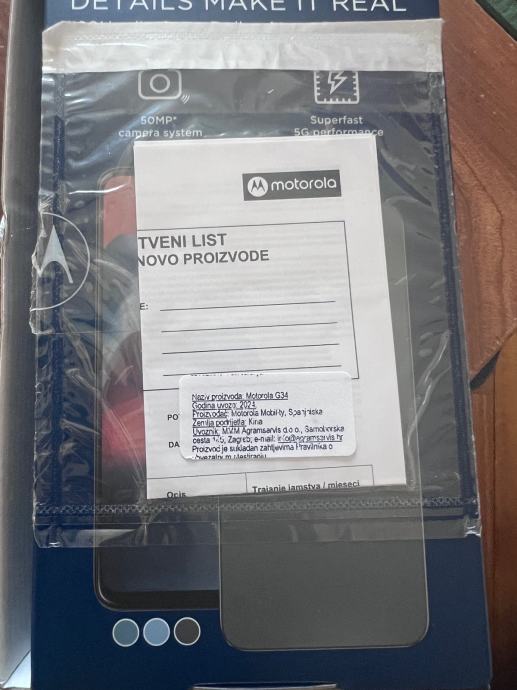 DETAILS MAKE IT REAL
50MP*
camera system
Superfast
5G performance
motorola
TVENI LIST
NOVO PROIZVODE
E:
Naziv proizvoda: Motorola G34
Godina uvoza: 2024
Proizvođač: Motorola Mobility, Španjolska
Zemlja podrijetla: Kina
Uvoznik: MVM Agramservis d.o.o., Samoborska
cesta 145, Zagreb, e-mail: info@agramservis.hr
Proizvod je sukladan zahtjevima Pravilnika o
PO
DA
Opis
Trajanje jamstva / mjeseci